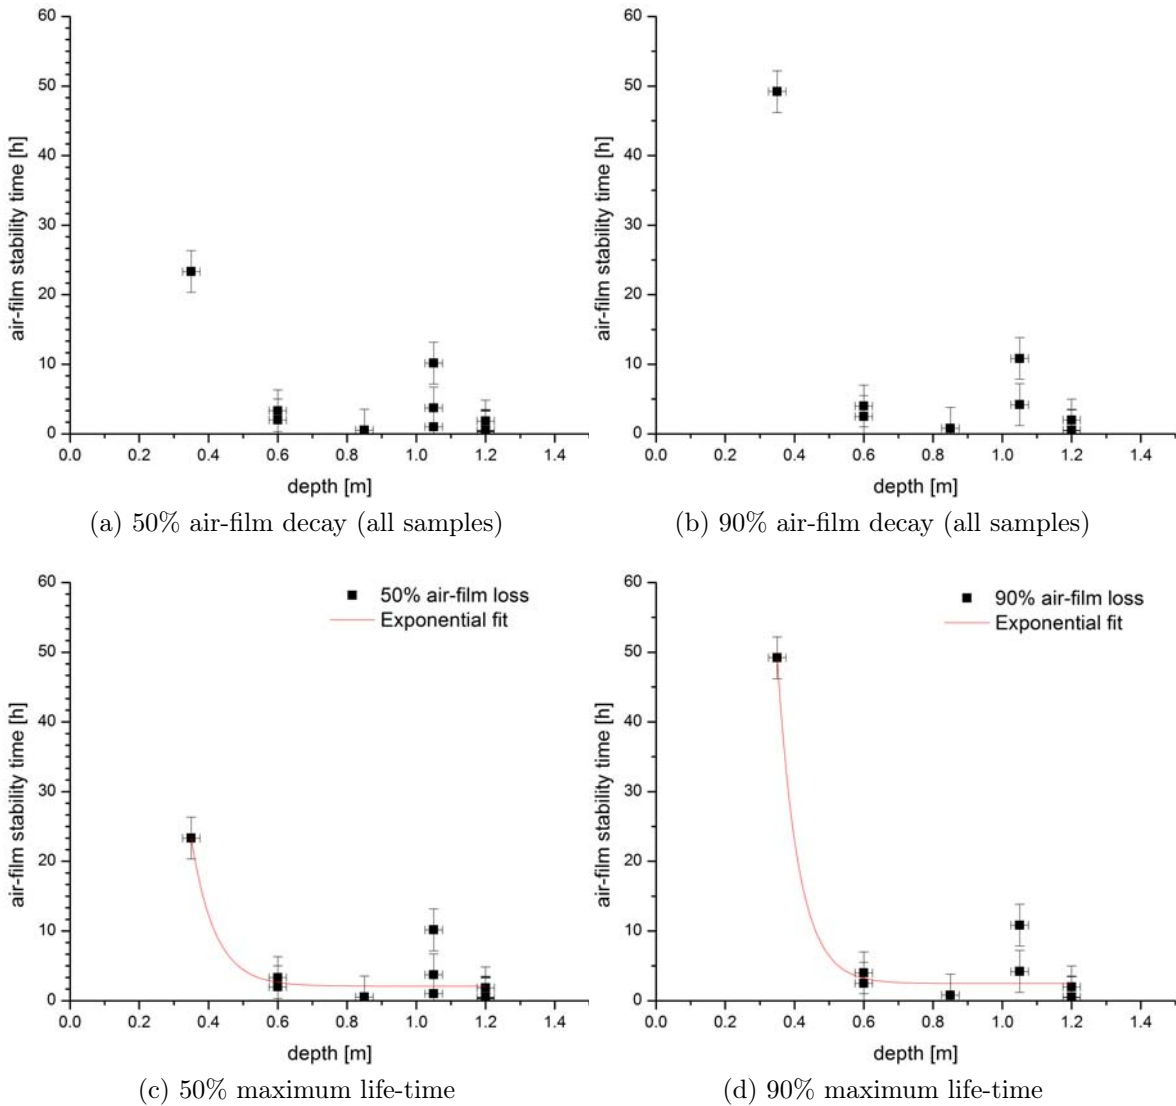 60
50
40
30
20
10
0
air-film stability time [h]
0.0 0.2 0.4 0.6 0.8 1.0 1.2 1.4
depth [m]
(a) 50% air-film decay (all samples)
60
50
40
30
20
10
0
air-film stability time [h]
0.0 0.2 0.4 0.6 0.8 1.0 1.2 1.4
depth [m]
(b) 90% air-film decay (all samples)
60
50
40
30
20
10
0
air-film stability time [h]
50% air-film loss
Exponential fit
0.0 0.2 0.4 0.6 0.8 1.0 1.2 1.4
depth [m]
(c) 50% maximum life-time
60
50
40
30
20
10
0
air-film stability time [h]
90% air-film loss
Exponential fit
0.0 0.2 0.4 0.6 0.8 1.0 1.2 1.4
depth [m]
(d) 90% maximum life-time